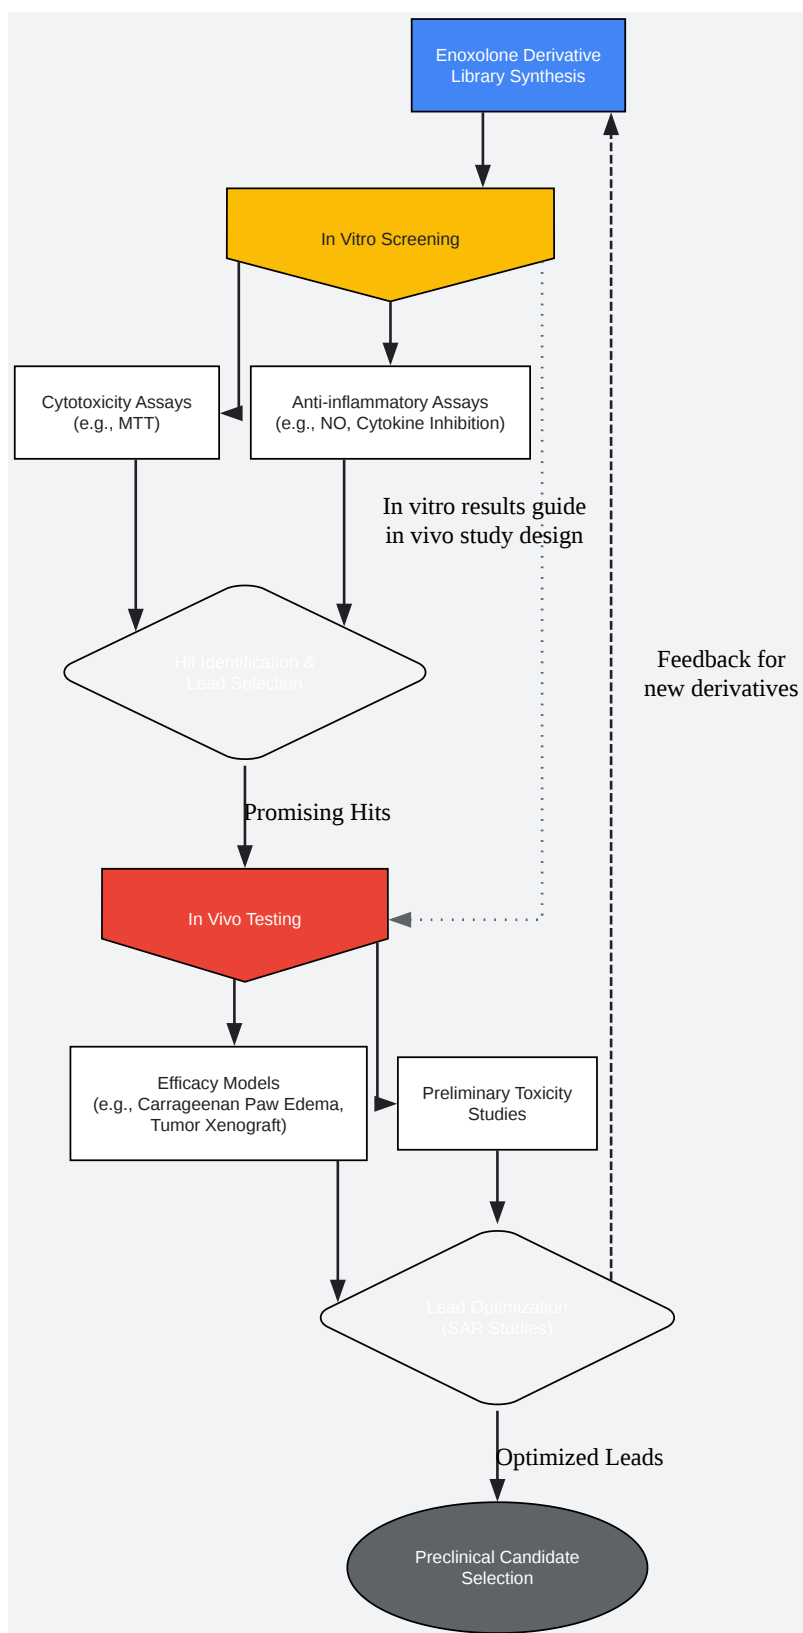 Enoxolone Derivative
Library Synthesis
In Vitro Screening
Cytotoxicity Assays
(e.g., MTT)
Anti-inflammatory Assays
(e.g., NO, Cytokine Inhibition)
In vitro results guide
in vivo study design
Hit Identification &
Lead Selection
Feedback for
new derivatives
Promising Hits
In Vivo Testing
Efficacy Models
(e.g., Carrageenan Paw Edema,
Tumor Xenograft)
Preliminary Toxicity
Studies
Lead Optimization
(SAR Studies)
Optimized Leads
Preclinical Candidate
Selection